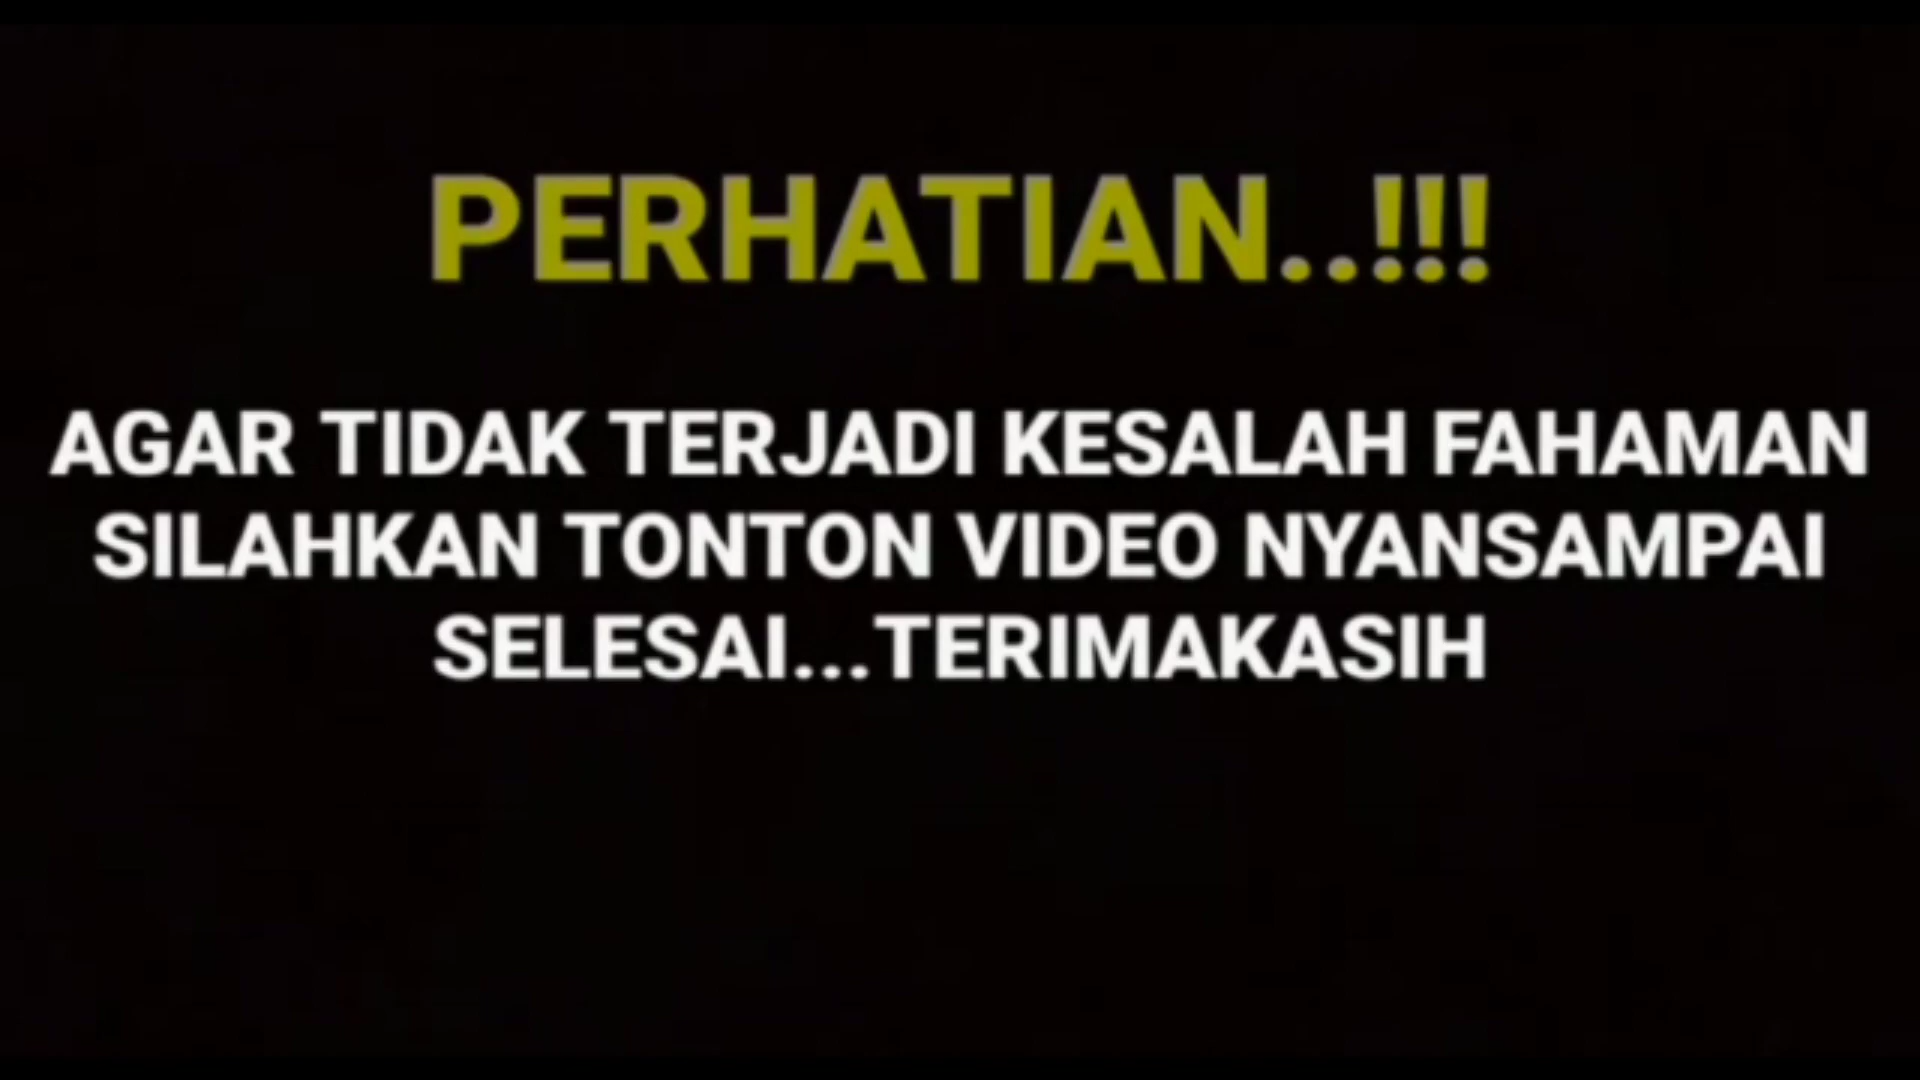 PERHATIAN..!!!
AGAR TIDAK TERJADI KESALAH FAHAMAN
SILAHKAN TONTON VIDEO NYANSAMPAI
SELESAI...TERIMAKASIH